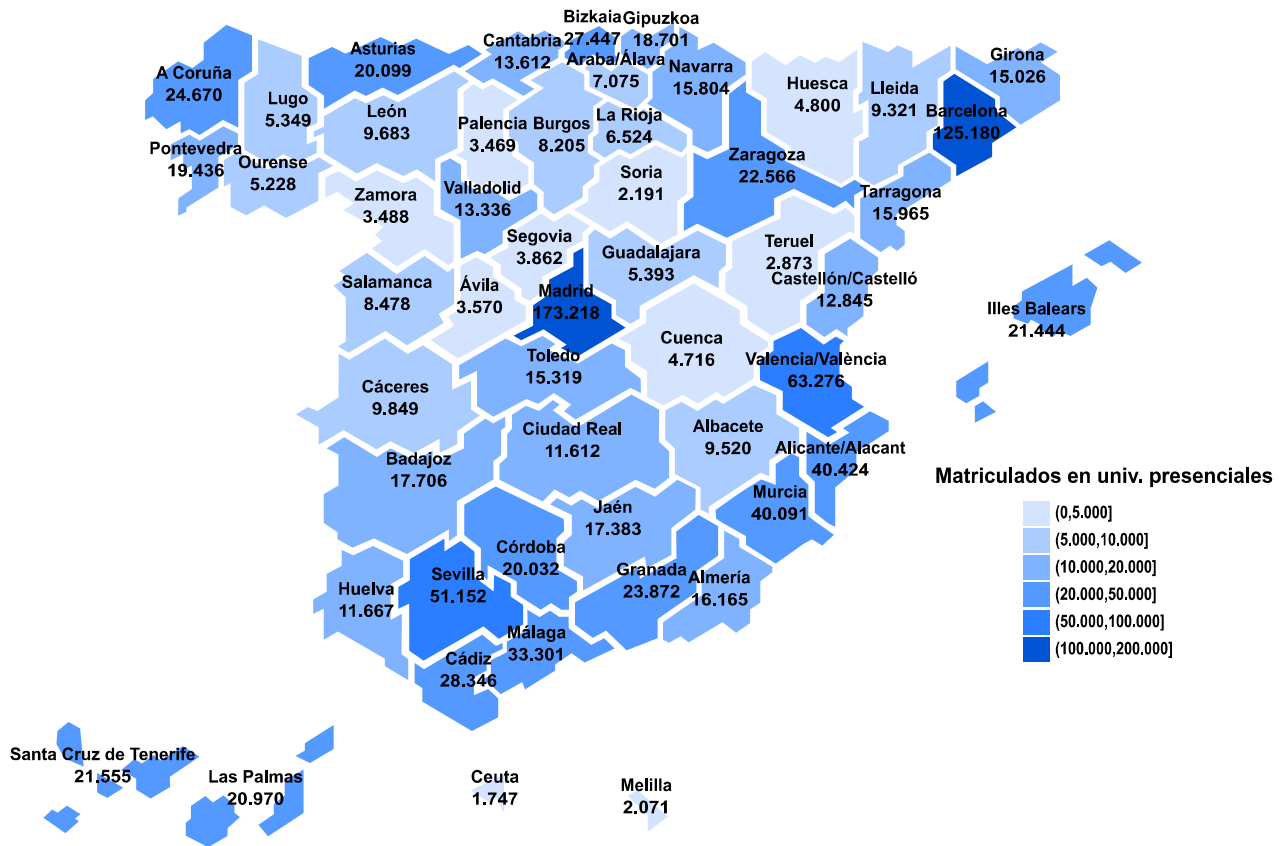 Bizkaia
27.447
Gipuzkoa
18.701
Asturias
20.099
Cantabria
13.612
Araba/Álava
7.075
Navarra
15.804
Girona
15.026
A Coruña
24.670
Lugo
5.349
León
9.683
Palencia
3.469
Burgos
8.205
La Rioja
6.524
Huesca
4.800
Lleida
9.321
Barcelona
125.180
Pontevedra
19.436
Ourense
5.228
Zamora
3.488
Valladolid
13.336
Soria
2.191
Zaragoza
22.566
Tarragona
15.965
Segovia
3.862
Guadalajara
5.393
Teruel
2.873
Castellón/Castelló
12.845
Salamanca
8.478
Ávila
3.570
Madrid
173.218
Illes Balears
21.444
Cuenca
4.716
Valencia/València
63.276
Toledo
15.319
Cáceres
9.849
Ciudad Real
11.612
Albacete
9.520
Alicante/Alacant
40.424
Badajoz
17.706
Murcia
40.091
Jaén
17.383
Córdoba
20.032
Huelva
11.667
Sevilla
51.152
Granada
23.872
Almería
16.165
Málaga
33.301
Cádiz
28.346
Santa Cruz de Tenerife
21.555
Las Palmas
20.970
Ceuta
1.747
Melilla
2.071
Matriculados en univ. presenciales
(0,5.000]
(5.000,10.000]
(10.000,20.000]
(20.000,50.000]
(50.000,100.000]
(100.000,200.000]